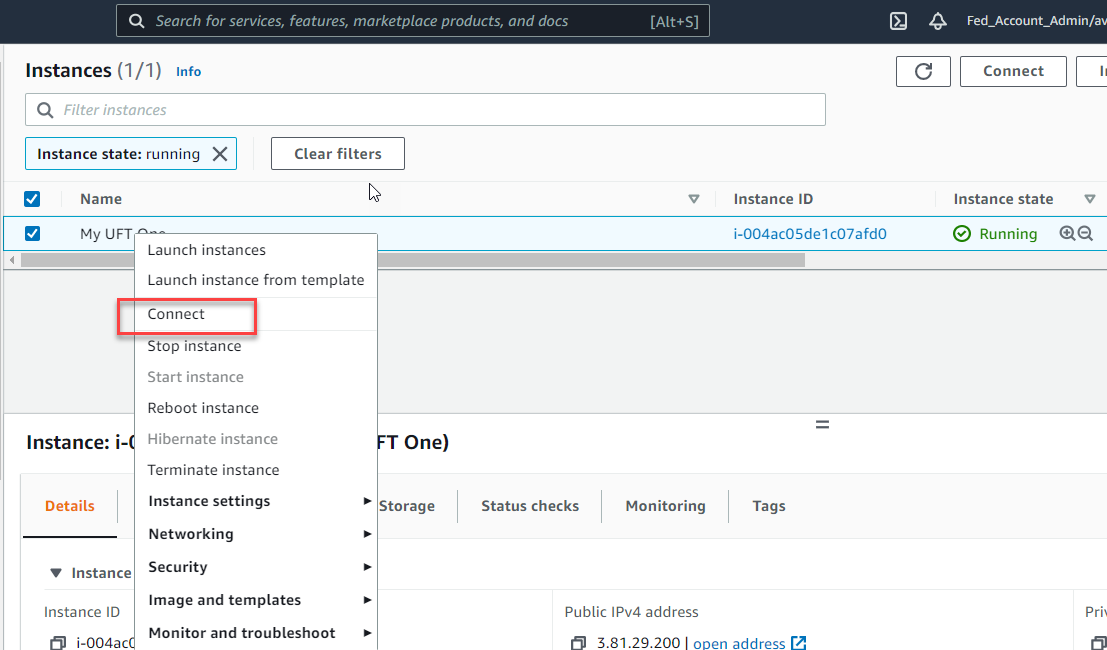 Search for services, features, marketplace products, and docs [Alt+S] Fed_Account_Admin/av
Instances (1/1) Info Connect
Filter instances
Instance state: running Clear filters
Name Instance ID Instance state
My UFT One i-004ac05de1c07afd0 Running
Launch instances
Launch instance from template
Connect
Stop instance
Start instance
Reboot instance
Hibernate instance
Terminate instance
Instance settings
Networking
Security
Image and templates
Monitor and troubleshoot
Instance: i-0 FT One)
Details Storage Status checks Monitoring Tags
Instance
Instance ID Public IPv4 address Priv
i-004ac0 3.81.29.200 | open address